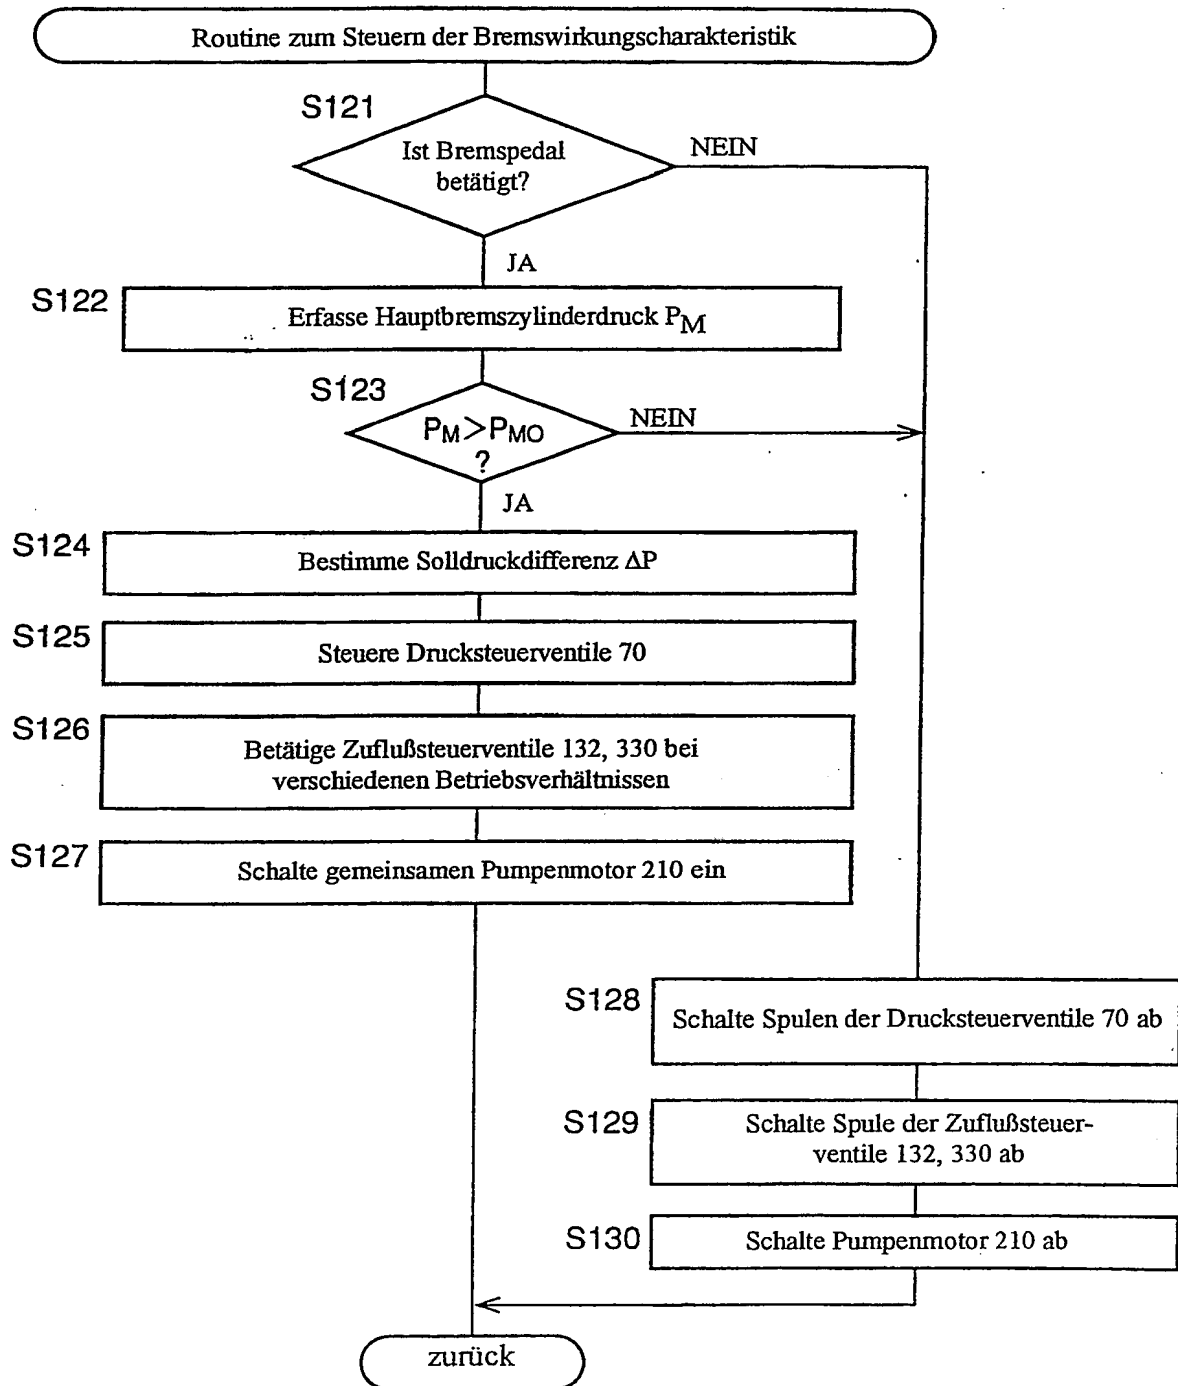 Routine zum Steuern der Bremswirkungscharakteristik
S121
Ist Bremspedal
betätigt?
NEIN
JA
S122
Erfasse Hauptbremszylinderdruck PM
S123
PM>PMO
?
NEIN
JA
S124
Bestimme Solldruckdifferenz ΔP
S125
Steuere Drucksteuerventile 70
S126
Betätige Zuflußsteuerventile 132, 330 bei
verschiedenen Betriebsverhältnissen
S127
Schalte gemeinsamen Pumpenmotor 210 ein
S128
Schalte Spulen der Drucksteuerventile 70 ab
S129
Schalte Spule der Zuflußsteuer-
ventile 132, 330 ab
S130
Schalte Pumpenmotor 210 ab
zurück